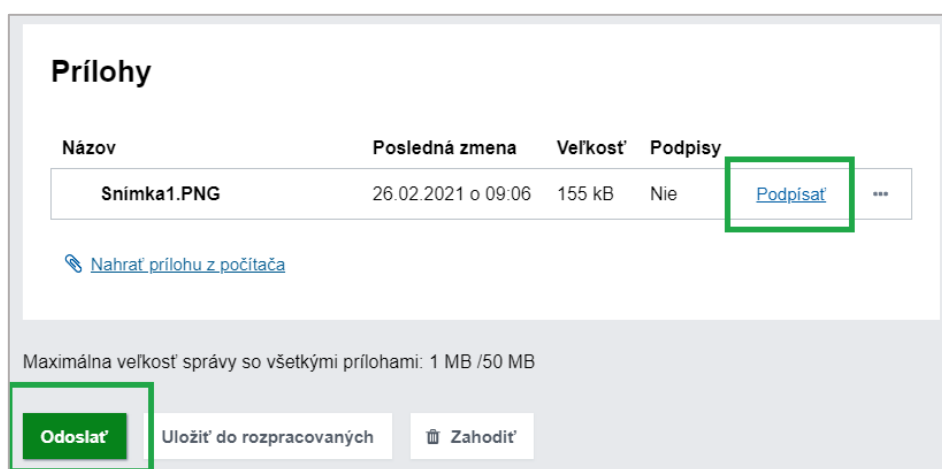 Prílohy
Názov Posledná zmena Veľkosť Podpisy
Snímka1.PNG 26.02.2021 o 09:06 155 kB Nie Podpísať ...
Nahrať prílohu z počítača
Maximálna veľkosť správy so všetkými prílohami: 1 MB /50 MB
Odoslať Uložiť do rozpracovaných Zahodiť